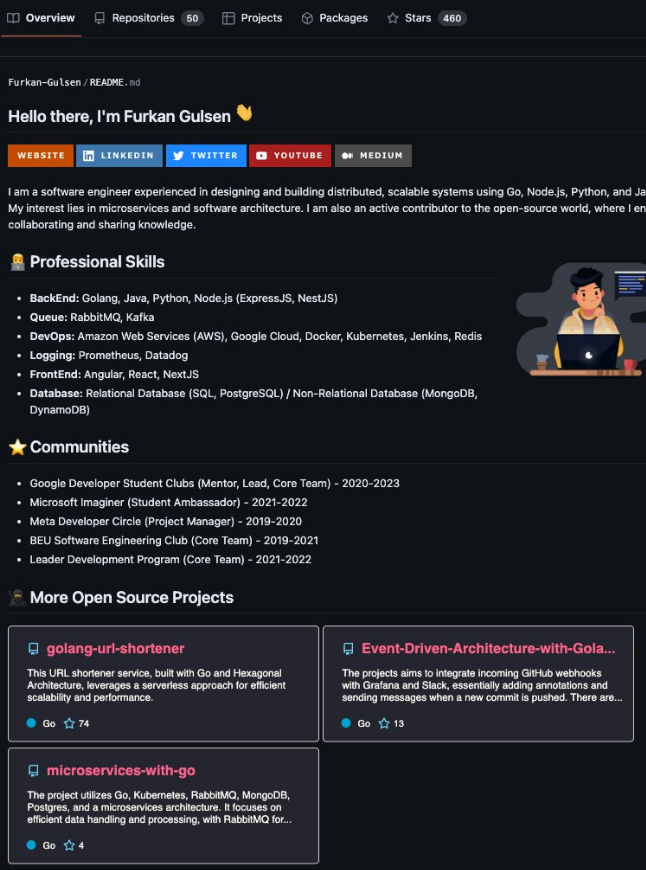 Overview Repositories 50 Projects Packages Stars 460
Furkan-Gulsen/README.md
Hello there, I'm Furkan Gulsen 👋
WEBSITE LINKEDIN TWITTER YOUTUBE MEDIUM
I am a software engineer experienced in designing and building distributed, scalable systems using Go, Node.js, Python, and Ja
My interest lies in microservices and software architecture. I am also an active contributor to the open-source world, where I en
collaborating and sharing knowledge.
👨‍💻 Professional Skills
• BackEnd: Golang, Java, Python, Node.js (ExpressJS, NestJS)
• Queue: RabbitMQ, Kafka
• DevOps: Amazon Web Services (AWS), Google Cloud, Docker, Kubernetes, Jenkins, Redis
• Logging: Prometheus, Datadog
• FrontEnd: Angular, React, NextJS
• Database: Relational Database (SQL, PostgreSQL) / Non-Relational Database (MongoDB,
DynamoDB)
⭐ Communities
• Google Developer Student Clubs (Mentor, Lead, Core Team) - 2020-2023
• Microsoft Imaginer (Student Ambassador) - 2021-2022
• Meta Developer Circle (Project Manager) - 2019-2020
• BEU Software Engineering Club (Core Team) - 2019-2021
• Leader Development Program (Core Team) - 2021-2022
🥷 More Open Source Projects
golang-url-shortener
This URL shortener service, built with Go and Hexagonal
Architecture, leverages a serverless approach for efficient
scalability and performance.
Go 74
Event-Driven-Architecture-with-Gola...
The projects aims to integrate incoming GitHub webhooks
with Grafana and Slack, essentially adding annotations and
sending messages when a new commit is pushed. There are...
Go 13
microservices-with-go
The project utilizes Go, Kubernetes, RabbitMQ, MongoDB,
Postgres, and a microservices architecture. It focuses on
efficient data handling and processing, with RabbitMQ for...
Go 4